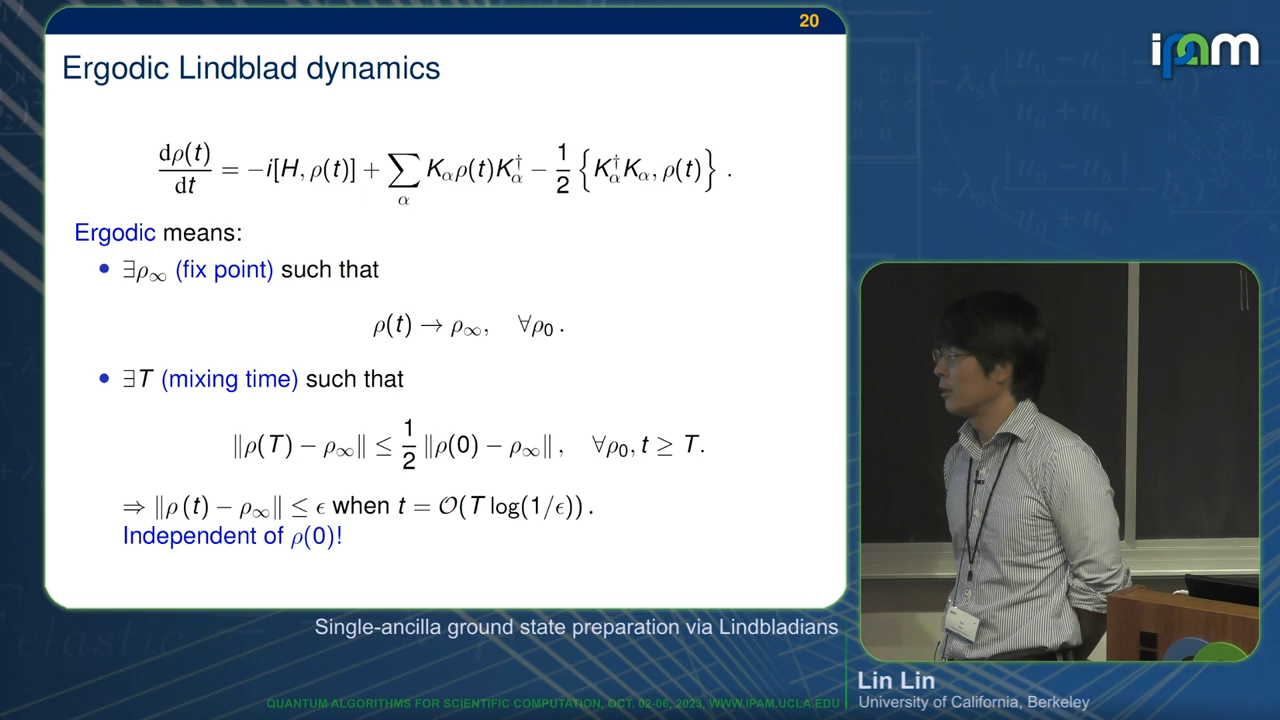 20
ipam
Ergodic Lindblad dynamics
dρ(t)/dt = −i[H, ρ(t)] + ∑_α K_α ρ(t) K_α^† − 1/2 {K_α^† K_α, ρ(t)} .
Ergodic means:
• ∃ρ_∞ (fix point) such that
ρ(t) → ρ_∞, ∀ρ_0 .
• ∃T (mixing time) such that
‖ρ(T) − ρ_∞‖ ≤ 1/2 ‖ρ(0) − ρ_∞‖ , ∀ρ_0, t ≥ T.
⇒ ‖ρ (t) − ρ_∞‖ ≤ ϵ when t = O(T log(1/ϵ)) .
Independent of ρ(0)!
Single-ancilla ground state preparation via Lindbladians
Lin Lin
University of California, Berkeley
QUANTUM ALGORITHMS FOR SCIENTIFIC COMPUTATION, OCT. 02-06, 2023, WWW.IPAM.UCLA.EDU